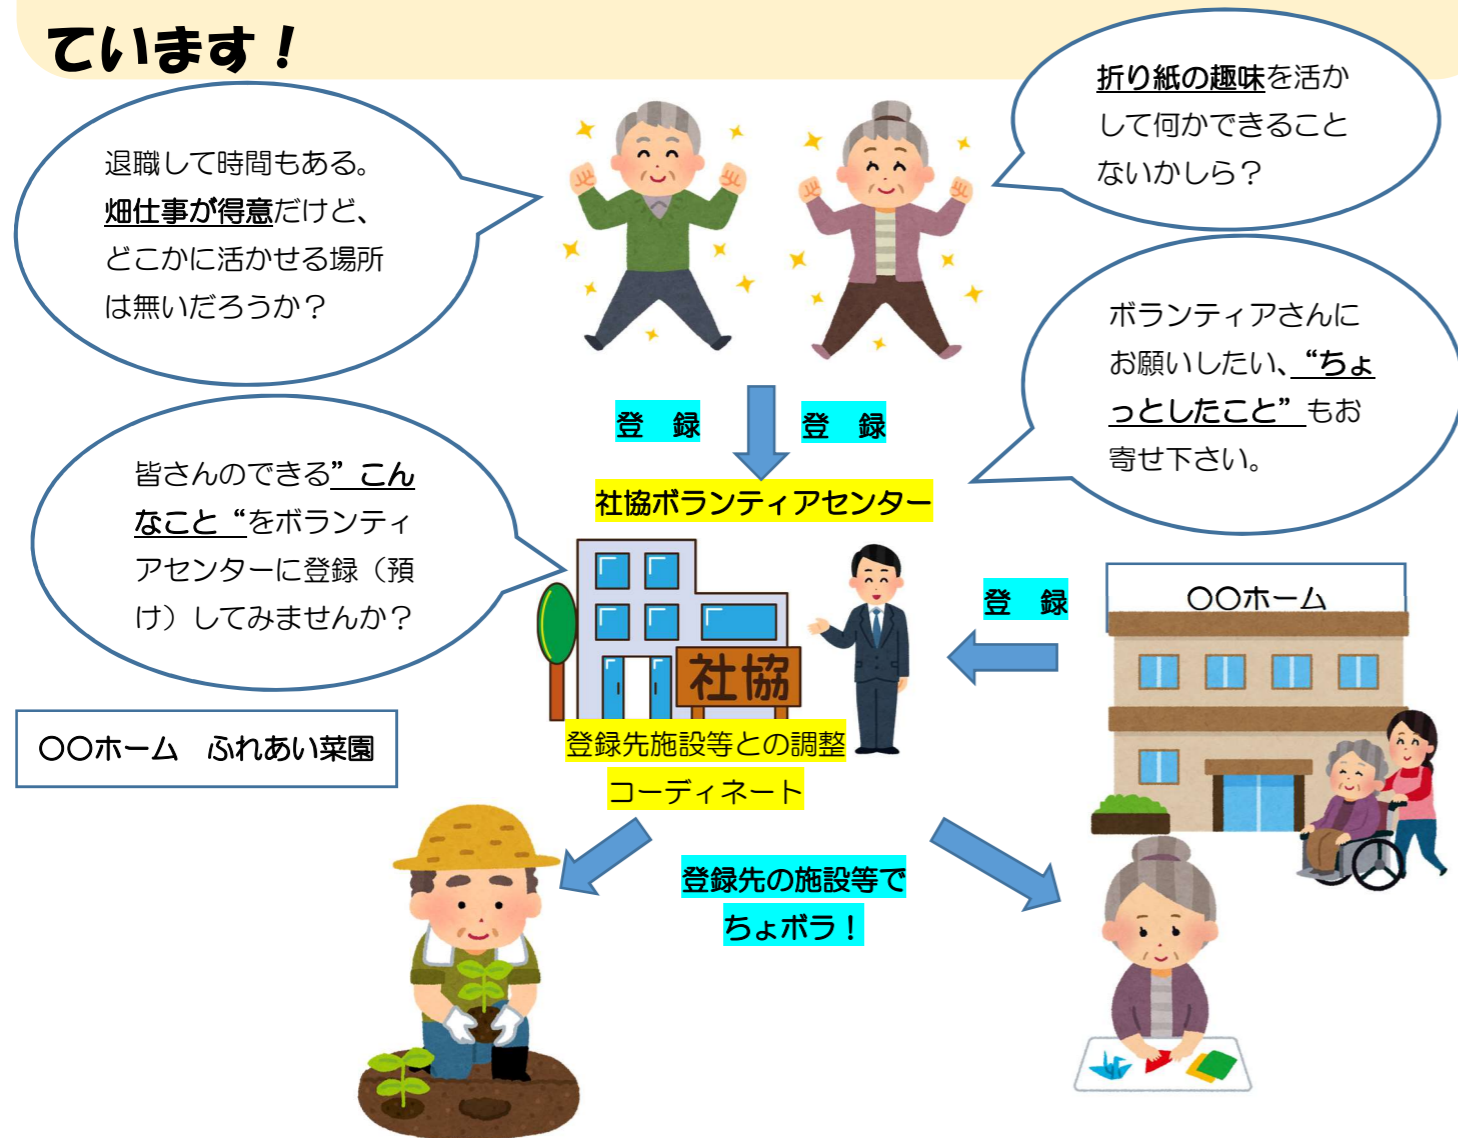 ています！
退職して時間もある。
畑仕事が得意だけど、
どこかに活かせる場所
は無いだろうか？
折り紙の趣味を活か
して何かできること
ないかしら？
ボランティアさんに
お願いしたい、“ちょ
っとしたこと”もお
寄せ下さい。
登　録
登　録
皆さんのできる”こん
なこと“をボランティ
アセンターに登録（預
け）してみませんか？
社協ボランティアセンター
登　録
〇〇ホーム
社協
登録先施設等との調整
コーディネート
〇〇ホーム　ふれあい菜園
登録先の施設等で
ちょボラ！